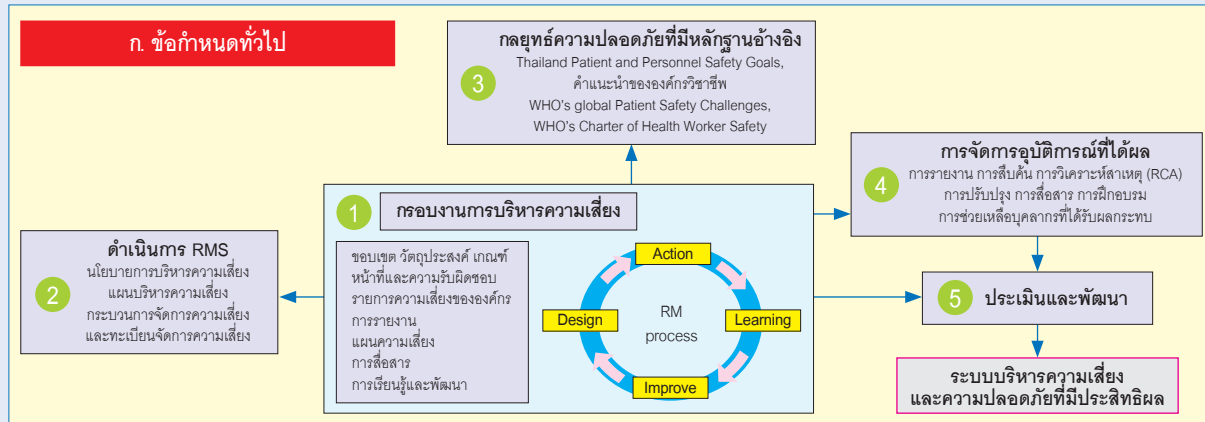 ก. ข้อกำหนดทั่วไป
3
กลยุทธ์ความปลอดภัยที่มีหลักฐานอ้างอิง
Thailand Patient and Personnel Safety Goals,
คำแนะนำขององค์กรวิชาชีพ
WHO's global Patient Safety Challenges,
WHO's Charter of Health Worker Safety
1
กรอบงานการบริหารความเสี่ยง
ขอบเขต วัตถุประสงค์ เกณฑ์
หน้าที่และความรับผิดชอบ
รายการความเสี่ยงขององค์กร
การรายงาน
แผนความเสี่ยง
การสื่อสาร
การเรียนรู้และพัฒนา
Action
Design
RM
process
Learning
Improve
2
ดำเนินการ RMS
นโยบายการบริหารความเสี่ยง
แผนบริหารความเสี่ยง
กระบวนการจัดการความเสี่ยง
และทะเบียนจัดการความเสี่ยง
4
การจัดการอุบัติการณ์ที่ได้ผล
การรายงาน การสืบค้น การวิเคราะห์สาเหตุ (RCA)
การปรับปรุง การสื่อสาร การฝึกอบรม
การช่วยเหลือบุคลากรที่ได้รับผลกระทบ
5
ประเมินและพัฒนา
ระบบบริหารความเสี่ยง
และความปลอดภัยที่มีประสิทธิผล